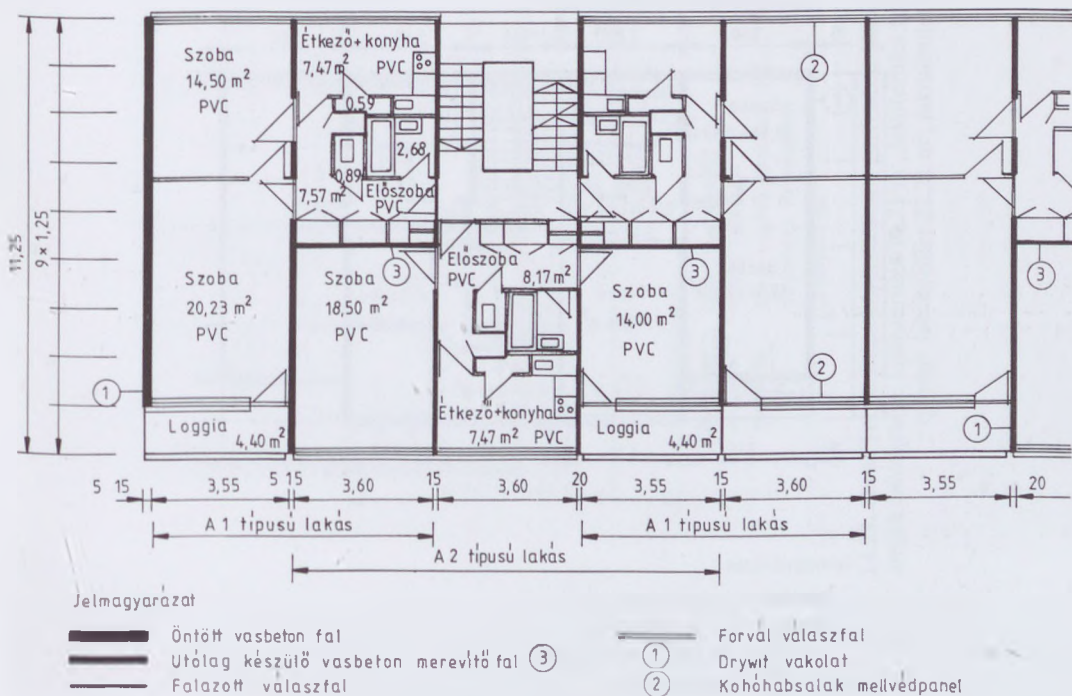 Szoba
14,50 m²
PVC
Étkező+konyha
7,47 m² PVC
0,59
2,68
0,89
7,57 m² Előszoba
PVC
②
11,25
9 × 1,25
Szoba
20,23 m²
PVC
Szoba
18,50 m²
PVC
③
Előszoba
PVC 8,17 m²
Szoba
14,00 m²
PVC
③
③
①
②
Loggia
4,40 m²
Étkező+konyha
7,47 m² PVC
Loggia
4,40 m²
①
5 15 3,55 5 15 3,60 15 3,60 20 3,55 15 3,60 15 3,55 20
A 1 típusú lakás
A 1 típusú lakás
A 2 típusú lakás
Jelmagyarázat
Öntött vasbeton fal
Utólag készülő vasbeton merevítő fal ③
Falazott válaszfal
Forvál válaszfal
① Drywit vakolat
② Kohóhabsalak mellvédpanel